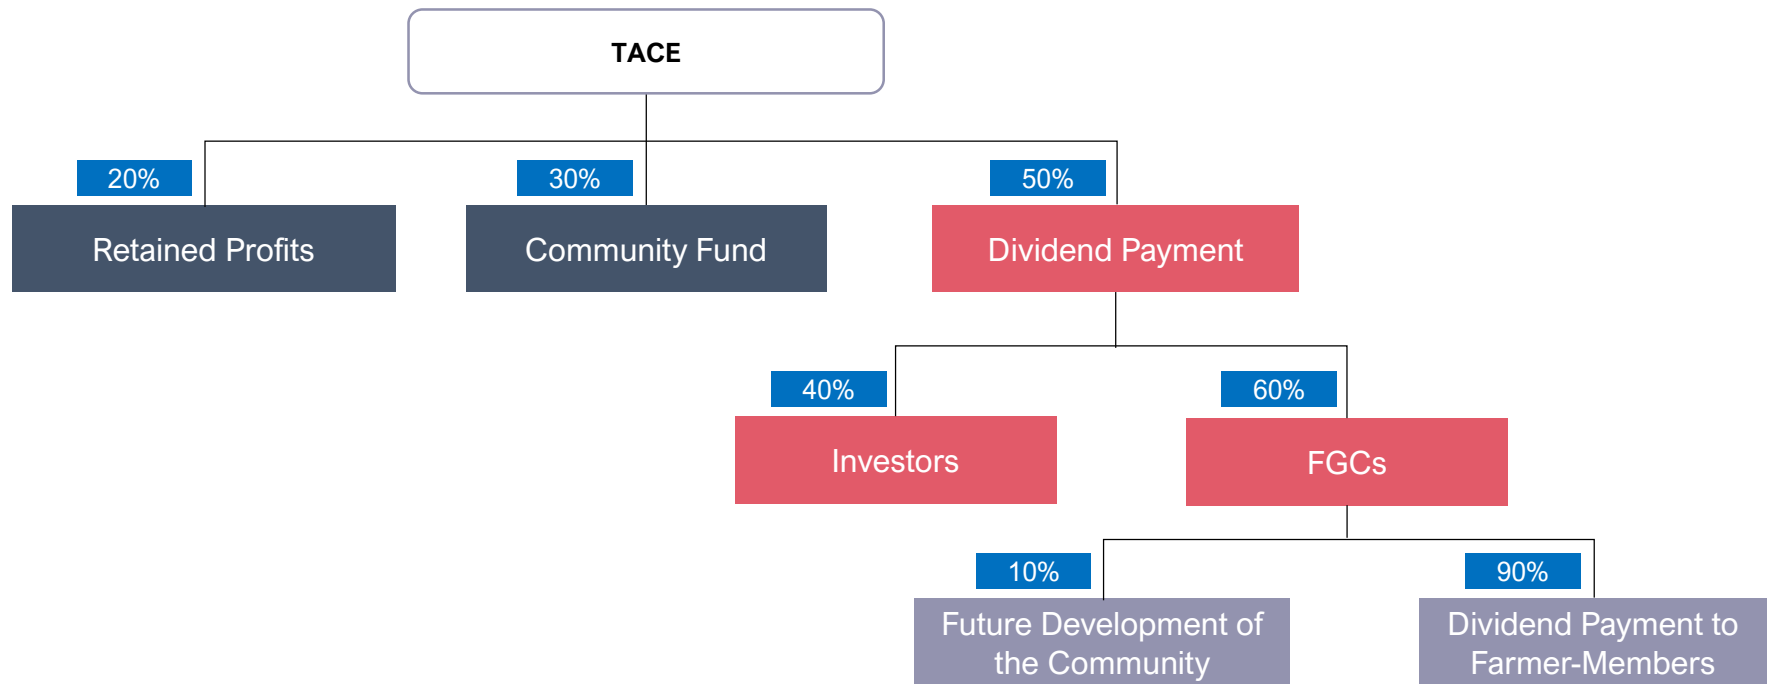 TACE
20%
30%
50%
Retained Profits
Community Fund
Dividend Payment
40%
60%
Investors
FGCs
10%
90%
Future Development of
the Community
Dividend Payment to
Farmer-Members